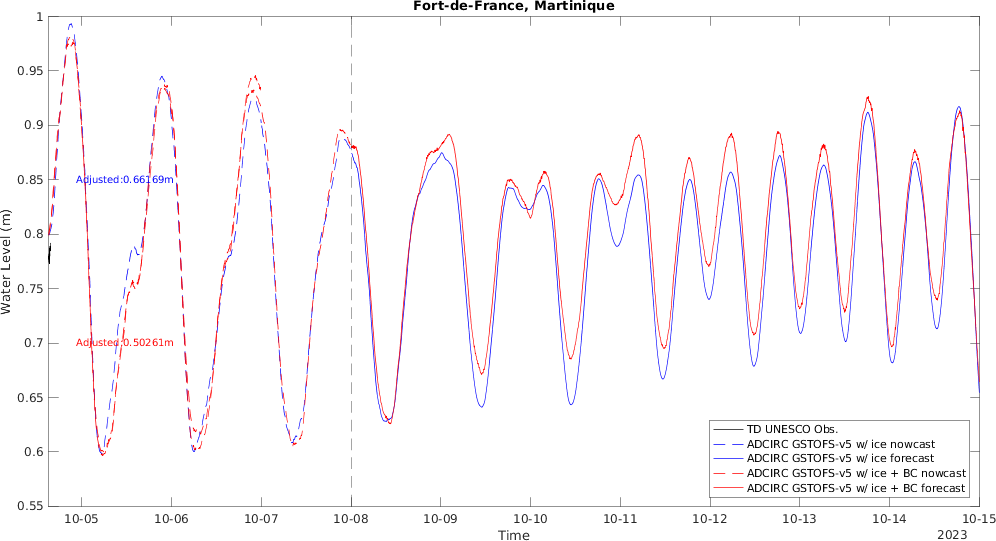 Fort-de-France, Martinique
Water Level (m)
1
0.95
0.9
0.85
0.8
0.75
0.7
0.65
0.6
0.55
Adjusted:0.66169m
Adjusted:0.50261m
TD UNESCO Obs.
ADCIRC GSTOFS-v5 w/ ice nowcast
ADCIRC GSTOFS-v5 w/ ice forecast
ADCIRC GSTOFS-v5 w/ ice + BC nowcast
ADCIRC GSTOFS-v5 w/ ice + BC forecast
10-05 10-06 10-07 10-08 10-09 10-10 10-11 10-12 10-13 10-14 10-15
Time
2023